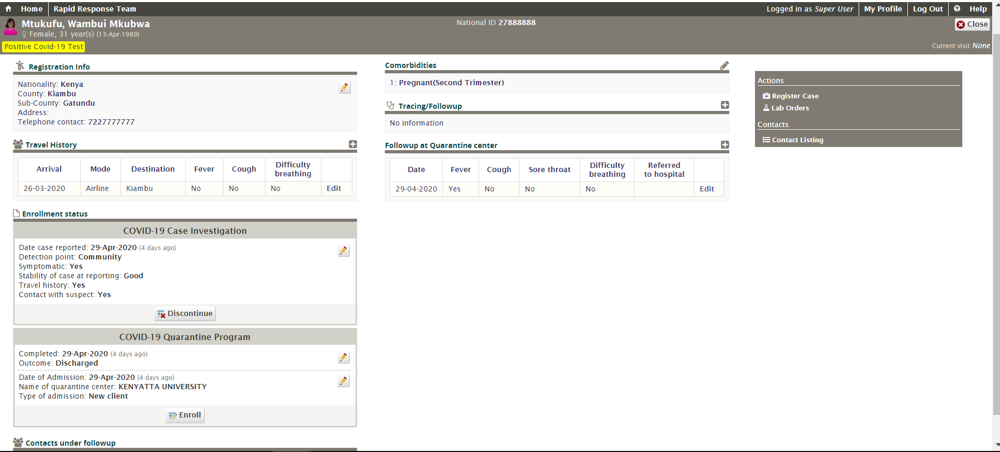 Home Rapid Response Team Logged in as Super User My Profile Log Out Help
Mtukufu, Wambui Mkubwa National ID 27888888 Close
Female, 31 year(s) (13-Apr-1989)
Positive Covid-19 Test Current visit None
Registration Info
Nationality: Kenya
County: Kiambu
Sub-County: Gatundu
Address:
Telephone contact: 7227777777
Travel History
Arrival Mode Destination Fever Cough Difficulty breathing
26-03-2020 Airline Kiambu No No No Edit
Enrollment status
COVID-19 Case Investigation
Date case reported: 29-Apr-2020 (4 days ago)
Detection point: Community
Symptomatic: Yes
Stability of case at reporting: Good
Travel history: Yes
Contact with suspect: Yes
Discontinue
COVID-19 Quarantine Program
Completed: 29-Apr-2020 (4 days ago)
Outcome: Discharged
Date of Admission: 29-Apr-2020 (4 days ago)
Name of quarantine center: KENYATTA UNIVERSITY
Type of admission: New client
Enroll
Contacts under followup
Comorbidities
1: Pregnant(Second Trimester)
Tracing/Followup
No information
Followup at Quarantine center
Date Fever Cough Sore throat Difficulty breathing Referred to hospital
29-04-2020 Yes No No No Edit
Actions
Register Case
Lab Orders
Contacts
Contact Listing